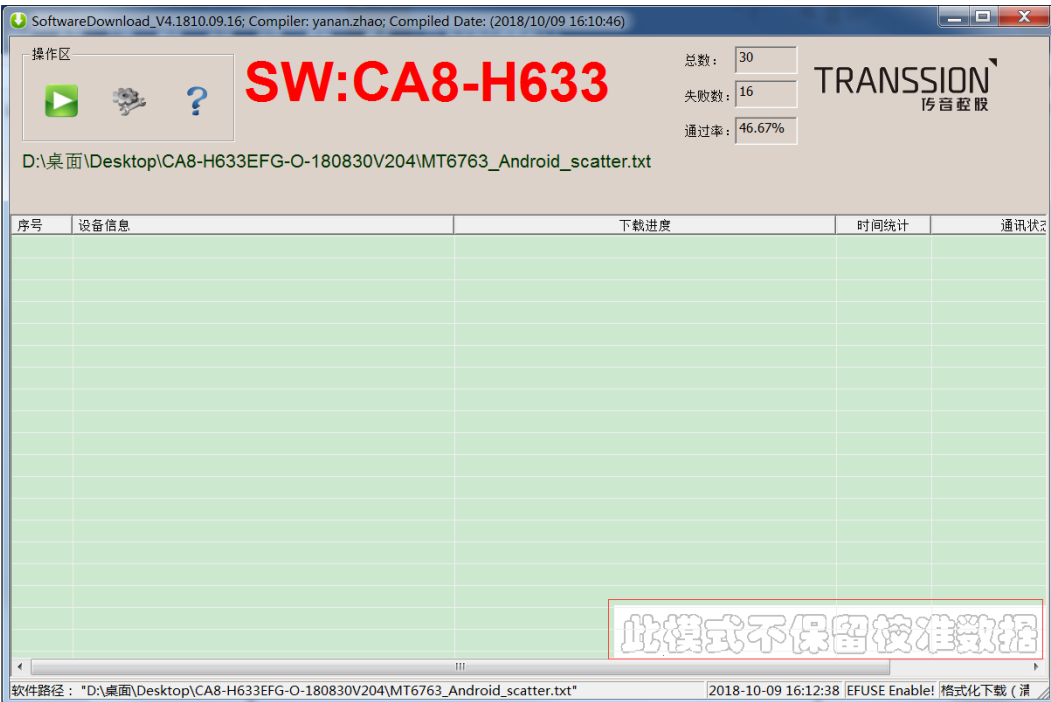 SoftwareDownload_V4.1810.09.16; Compiler: yanan.zhao; Compiled Date: (2018/10/09 16:10:46)
操作区
SW:CA8-H633
总数： 30
失败数： 16
通过率： 46.67%
TRANSSION
传音控股
D:\桌面\Desktop\CA8-H633EFG-O-180830V204\MT6763_Android_scatter.txt
序号 设备信息 下载进度 时间统计 通讯状态
此模式不保留校准数据
软件路径： "D:\桌面\Desktop\CA8-H633EFG-O-180830V204\MT6763_Android_scatter.txt" 2018-10-09 16:12:38 EFUSE Enable! 格式化下载 ( 清